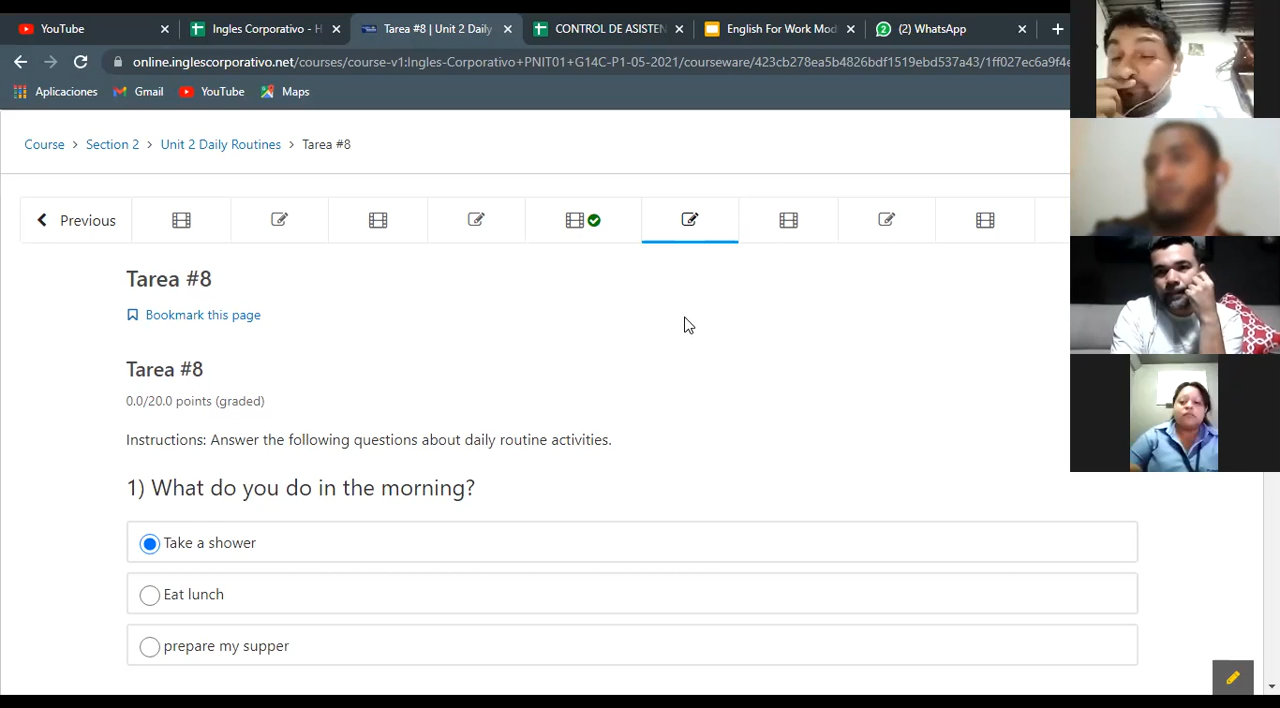 YouTube
Ingles Corporativo - H
Tarea #8 | Unit 2 Daily
CONTROL DE ASISTEN
English For Work Mod
(2) WhatsApp
online.inglescorporativo.net/courses/course-v1:Ingles-Corporativo+PNIT01+G14C-P1-05-2021/courseware/423cb278ea5b4826bdf1519ebd537a43/1ff027ec6a9f4e
Aplicaciones
Gmail
YouTube
Maps
Course > Section 2 > Unit 2 Daily Routines > Tarea #8
Previous
Tarea #8
Bookmark this page
Tarea #8
0.0/20.0 points (graded)
Instructions: Answer the following questions about daily routine activities.
1) What do you do in the morning?
Take a shower
Eat lunch
prepare my supper